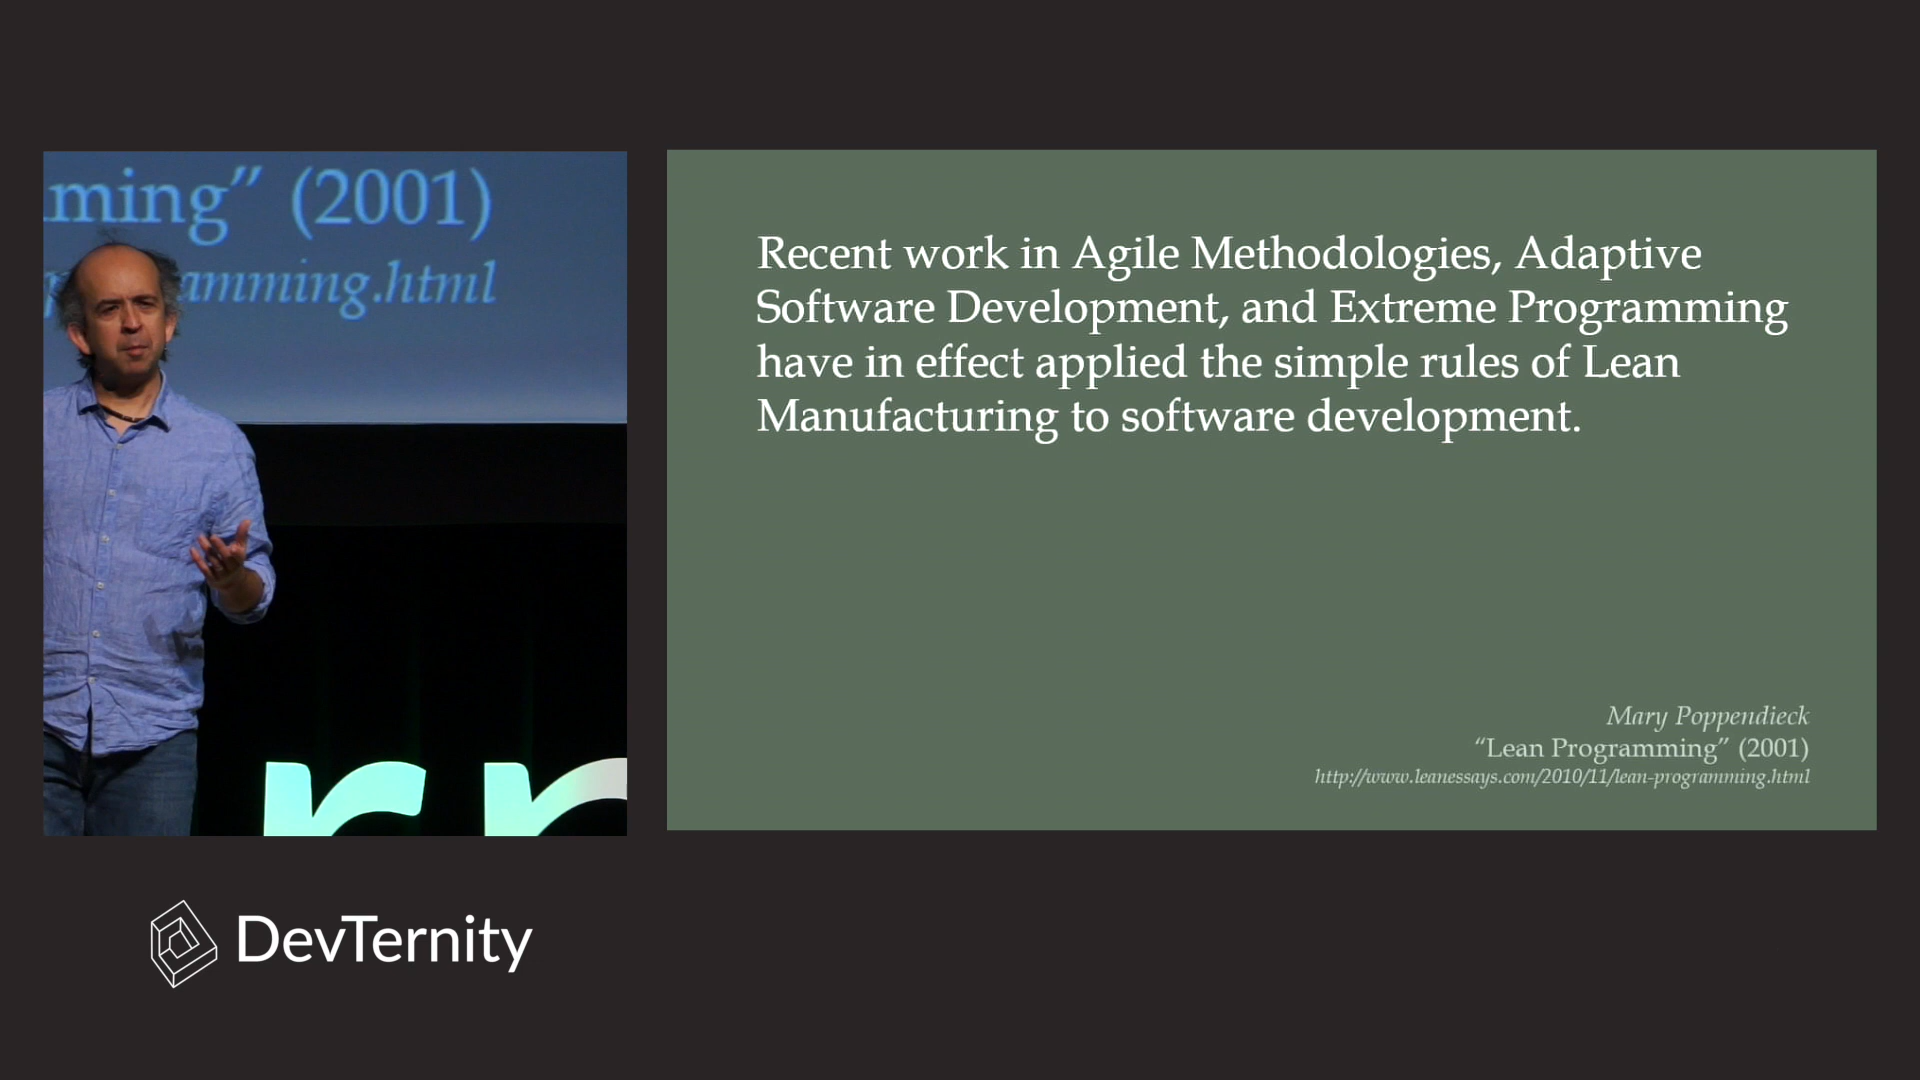 ming” (2001)
amming.html
Recent work in Agile Methodologies, Adaptive
Software Development, and Extreme Programming
have in effect applied the simple rules of Lean
Manufacturing to software development.
Mary Poppendieck
“Lean Programming” (2001)
http://www.leanessays.com/2010/11/lean-programming.html
DevTernity